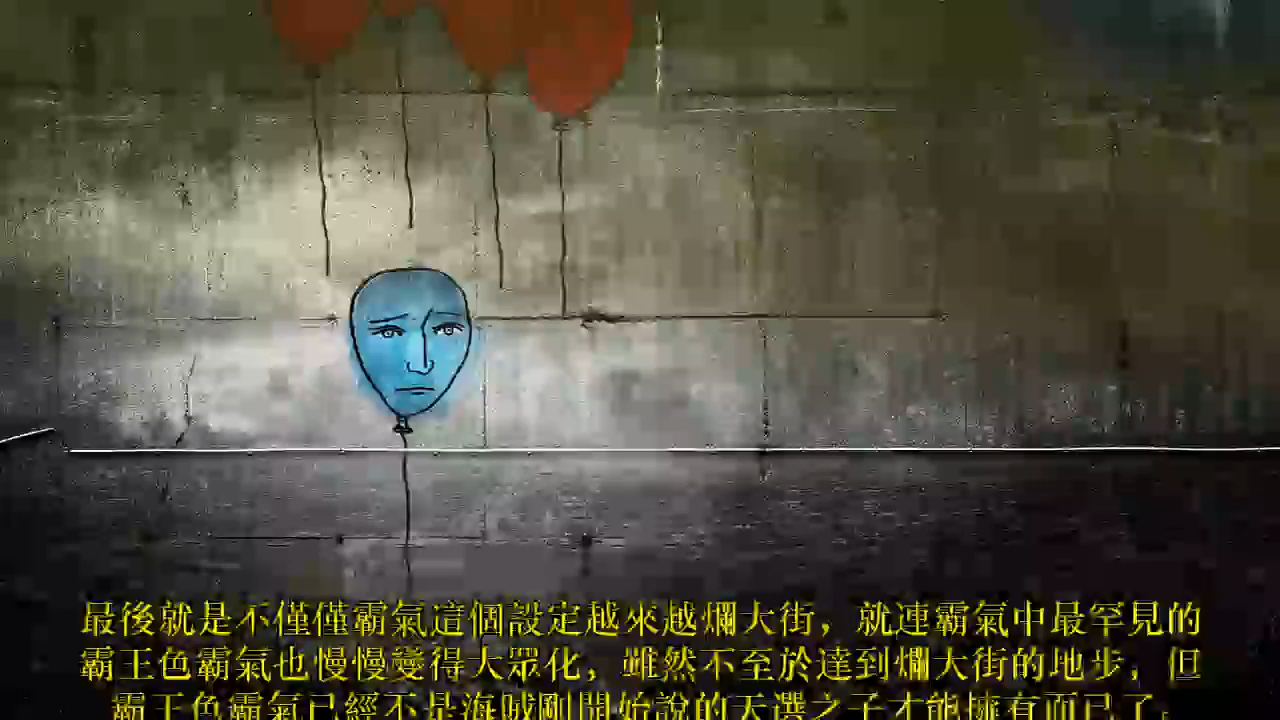 最後就是不僅僅霸氣這個設定越來越爛大街，就連霸氣中最罕見的
霸王色霸氣也慢慢變得大眾化，雖然不至於達到爛大街的地步，但
霸王色霸氣已經不是海賊剛開始說的天選之子才能擁有而已了。